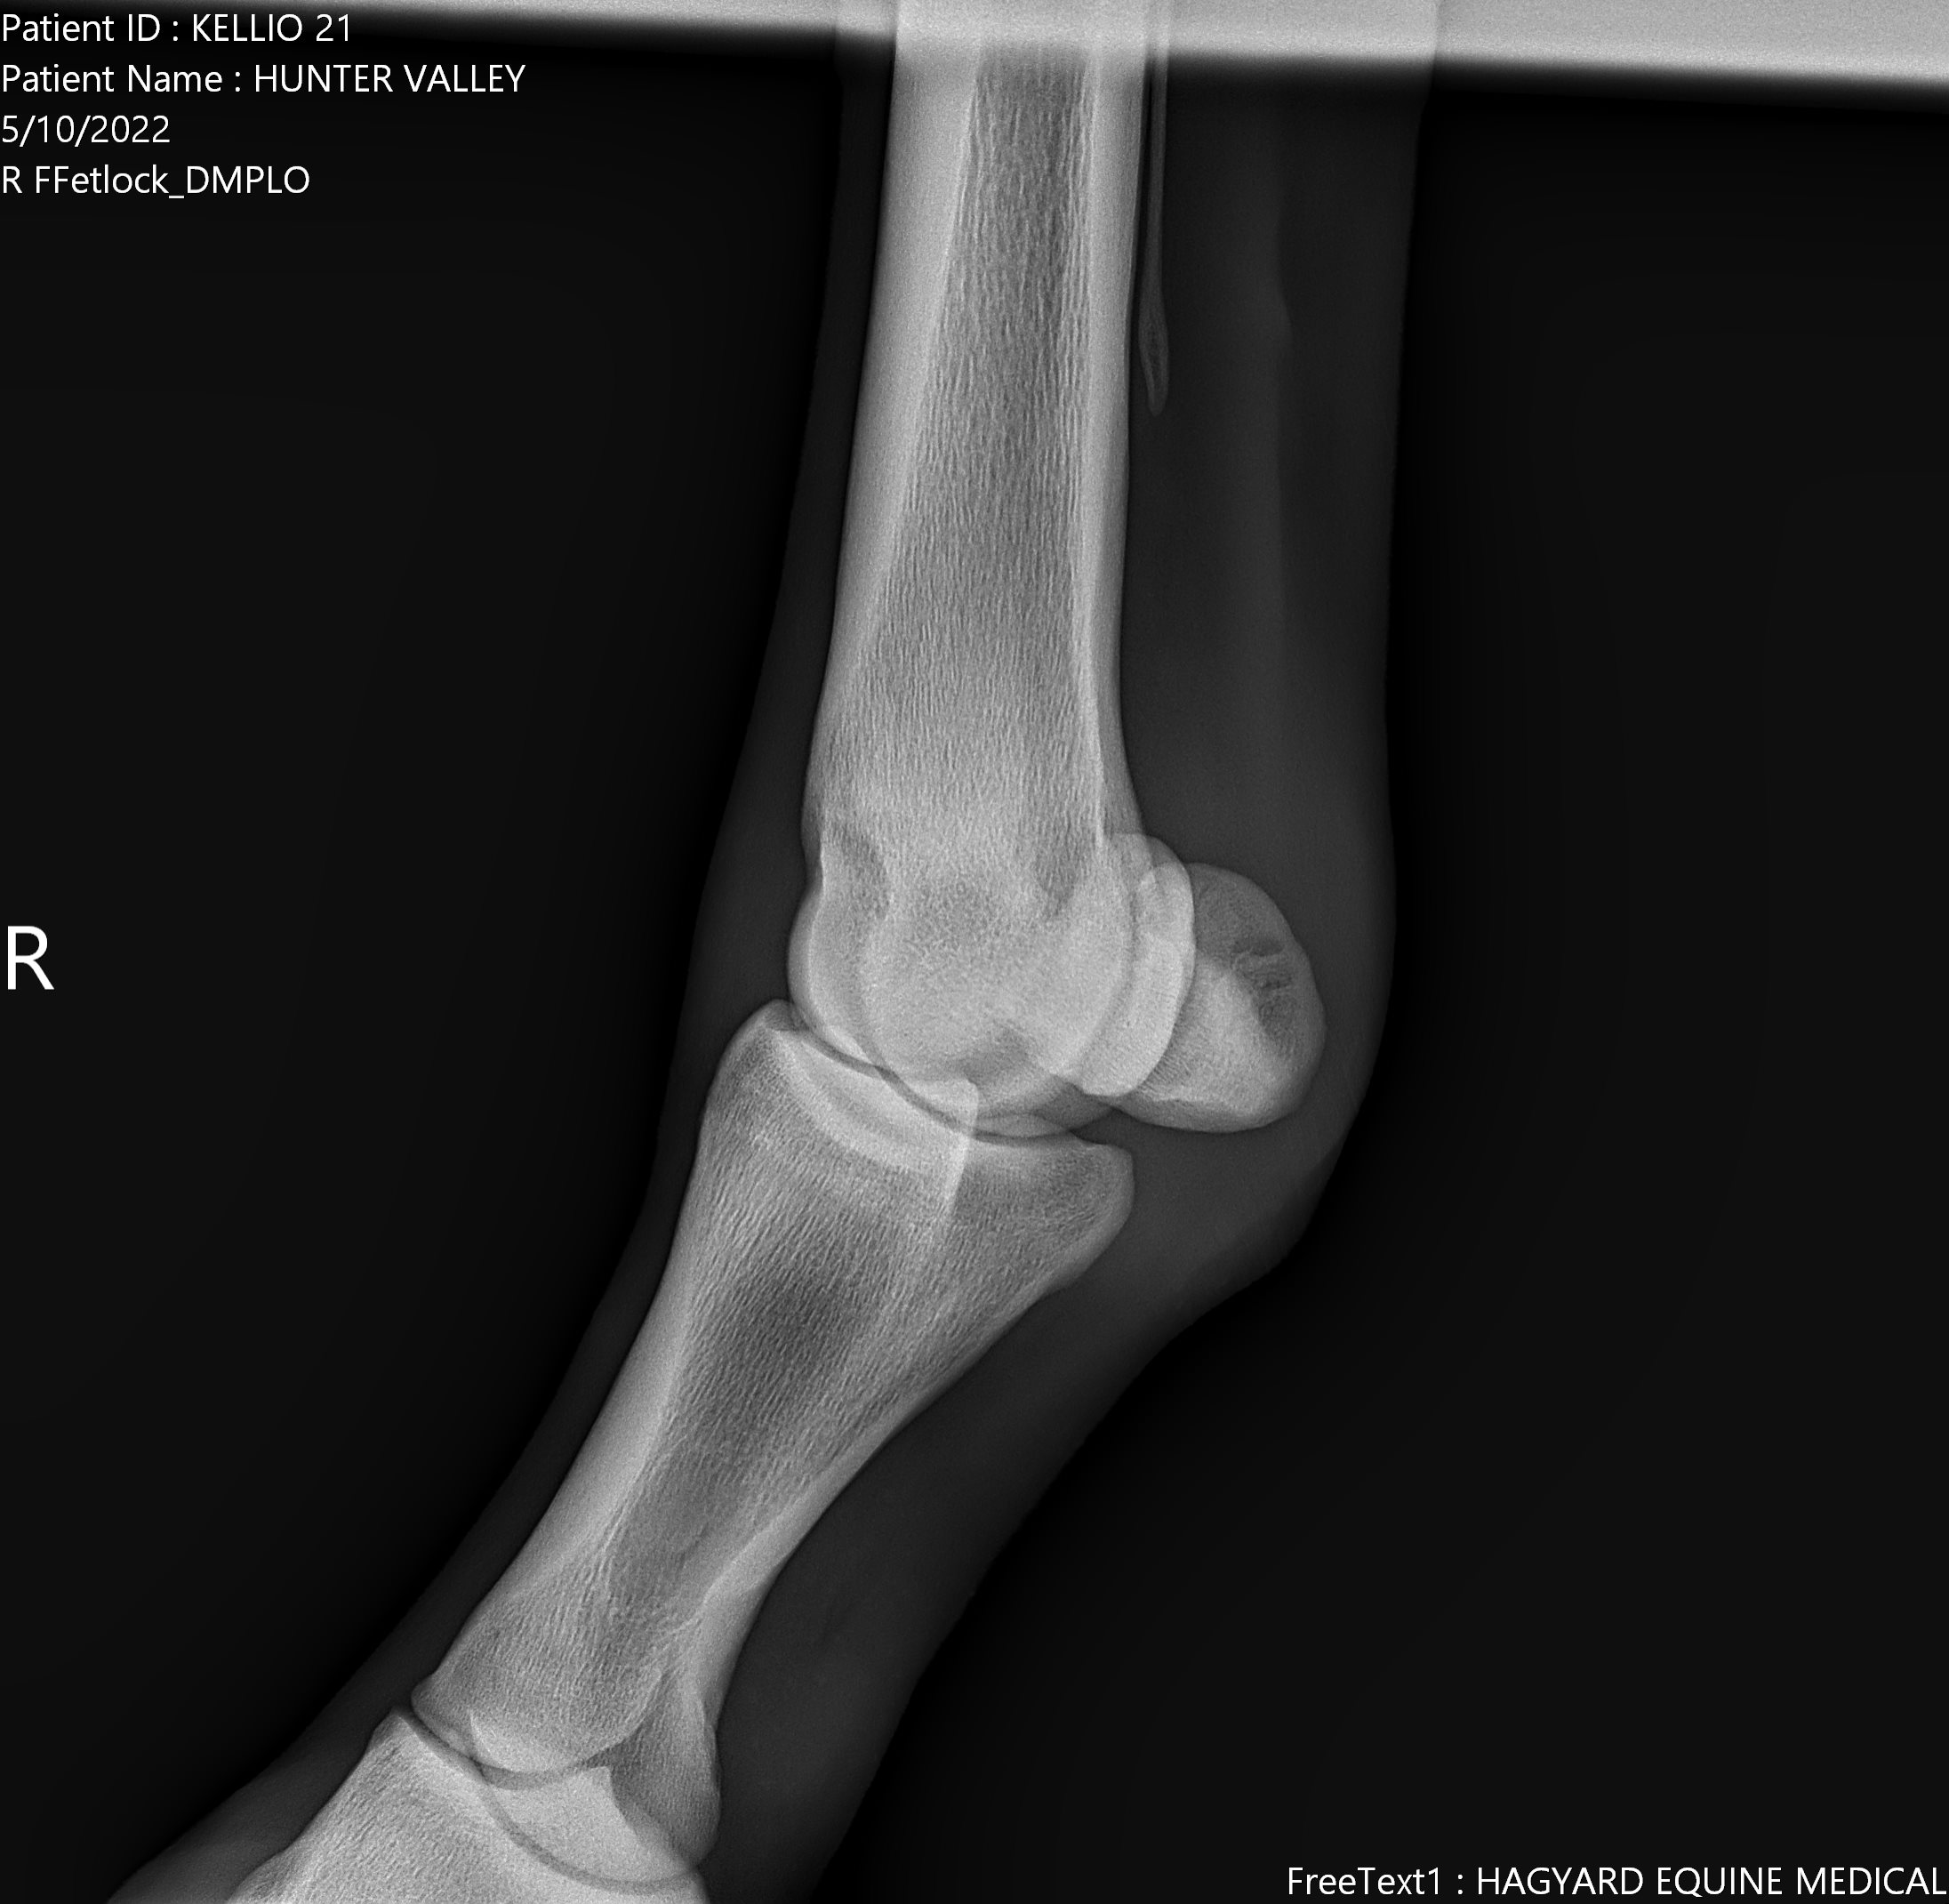 Patient ID : KELLIO 21
Patient Name : HUNTER VALLEY
5/10/2022
R FFetlock_DMPLO
R
FreeText1 : HAGYARD EQUINE MEDICAL